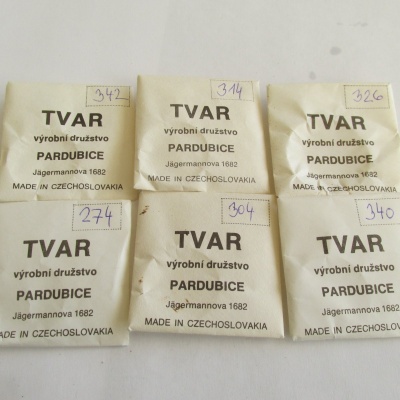 342
TVAR
výrobní družstvo
PARDUBICE
Jägermannova 1682
MADE IN CZECHOSLOVAKIA
314
TVAR
výrobní družstvo
PARDUBICE
Jägermannova 1682
MADE IN CZECHOSLOVAKIA
326
TVAR
výrobní družstvo
PARDUBICE
Jägermannova 1682
MADE IN CZECHOSLOVAKIA
274
TVAR
výrobní družstvo
PARDUBICE
Jägermannova 1682
MADE IN CZECHOSLOVAKIA
304
TVAR
výrobní družstvo
PARDUBICE
Jägermannova 1682
MADE IN CZECHOSLOVAKIA
340
TVAR
výrobní družstvo
PARDUBICE
Jägermannova 1682
MADE IN CZECHOSLOVAKIA